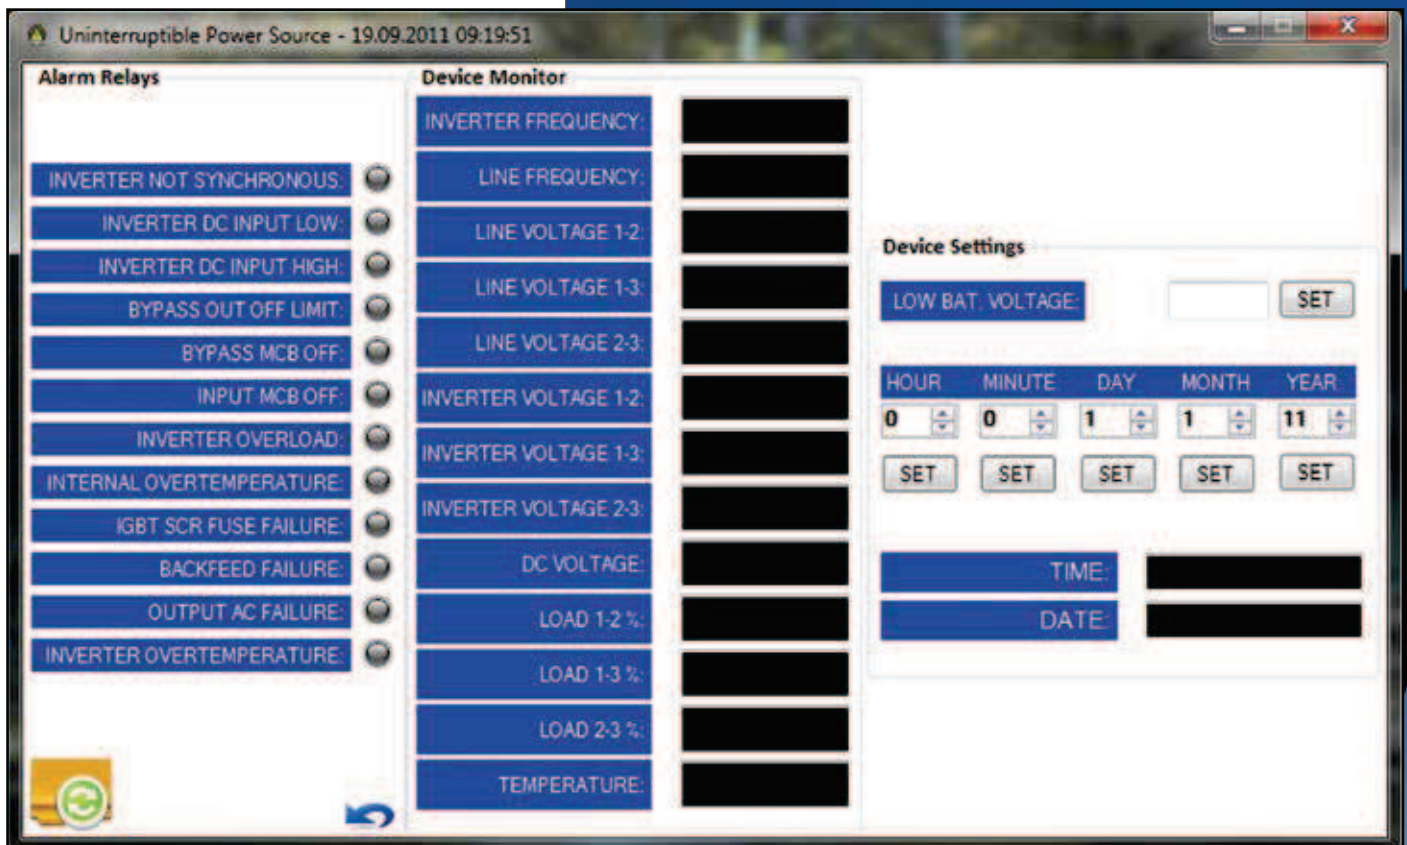 Uninterruptible Power Source - 19.09.2011 09:19:51
Alarm Relays
INVERTER NOT SYNCHRONOUS:
INVERTER DC INPUT LOW:
INVERTER DC INPUT HIGH:
BYPASS OUT OFF LIMIT:
BYPASS MCB OFF:
INPUT MCB OFF:
INVERTER OVERLOAD:
INTERNAL OVERTEMPERATURE:
IGBT SCR FUSE FAILURE:
BACKFEED FAILURE:
OUTPUT AC FAILURE:
INVERTER OVERTEMPERATURE:
Device Monitor
INVERTER FREQUENCY:
LINE FREQUENCY:
LINE VOLTAGE 1-2:
LINE VOLTAGE 1-3:
LINE VOLTAGE 2-3:
INVERTER VOLTAGE 1-2:
INVERTER VOLTAGE 1-3:
INVERTER VOLTAGE 2-3:
DC VOLTAGE:
LOAD 1-2 %:
LOAD 1-3 %:
LOAD 2-3 %:
TEMPERATURE:
Device Settings
LOW BAT. VOLTAGE: SET
HOUR MINUTE DAY MONTH YEAR
0 0 1 1 11
SET SET SET SET SET
TIME:
DATE: